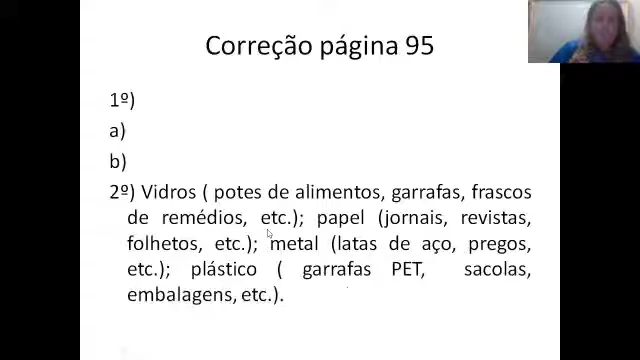 Correção página 95
1º)
a)
b)
2º) Vidros ( potes de alimentos, garrafas, frascos
de remédios, etc.); papel (jornais, revistas,
folhetos, etc.); metal (latas de aço, pregos,
etc.); plástico ( garrafas PET, sacolas,
embalagens, etc.).